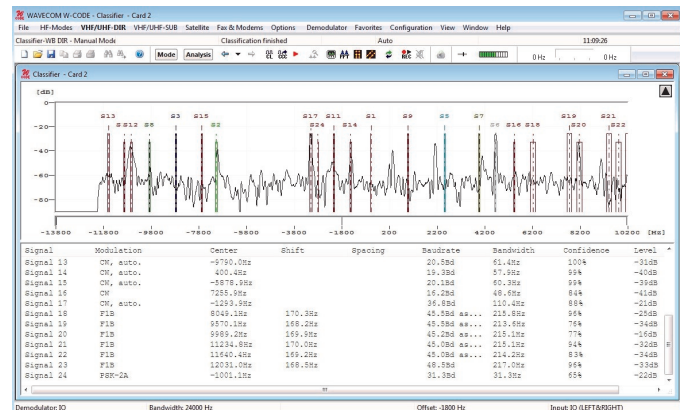 WAVECOM W-CODE - Classifier - Card 2
File HF-Modes VHF/UHF-DIR VHF/UHF-SUB Satellite Fax & Modems Options Demodulator Favorites Configuration View Window Help
Classifier-WB DIR - Manual Mode Classification finished Auto 11:09:26
Mode Analysis 0Hz 0Hz
Classifier - Card 2
[dB]
S13 S12 S8 S3 S15 S2 S17 S11 S1 S9 S5 S7 S19 S21
S24 S14 S6 S16 S18 S20 S22
0
-20
-40
-60
-80
-13800 -11800 -9800 -7800 -5800 -3800 -1800 200 2200 4200 6200 8200 10200 [Hz]
Signal Modulation Center Shift Spacing Baudrate Bandwidth Confidence Level
Signal 13 CW, auto. -9790.0Hz 20.5Bd 61.4Hz 100% -31dB
Signal 14 CW, auto. 400.4Hz 19.3Bd 57.9Hz 99% -40dB
Signal 15 CW, auto. -5878.9Hz 20.1Bd 60.3Hz 99% -39dB
Signal 16 CW 7255.9Hz 16.2Bd 48.6Hz 84% -41dB
Signal 17 CW, auto. -1293.9Hz 36.8Bd 110.4Hz 88% -21dB
Signal 18 F1B 8049.1Hz 170.3Hz 45.5Bd as... 215.8Hz 96% -25dB
Signal 19 F1B 9570.1Hz 168.2Hz 45.5Bd as... 213.6Hz 76% -34dB
Signal 20 F1B 9989.2Hz 169.9Hz 45.2Bd as... 215.1Hz 77% -16dB
Signal 21 F1B 11234.8Hz 170.0Hz 45.0Bd as... 215.1Hz 94% -32dB
Signal 22 F1B 11640.4Hz 169.2Hz 45.0Bd as... 214.2Hz 83% -34dB
Signal 23 F1B 12031.0Hz 168.5Hz 48.5Bd 217.0Hz 96% -33dB
Signal 24 PSK-2A -1001.1Hz 31.3Bd 31.3Hz 65% -22dB
Demodulator: IQ Bandwidth: 24000 Hz Offset: -1800 Hz Input: IQ (LEFT&RIGHT)